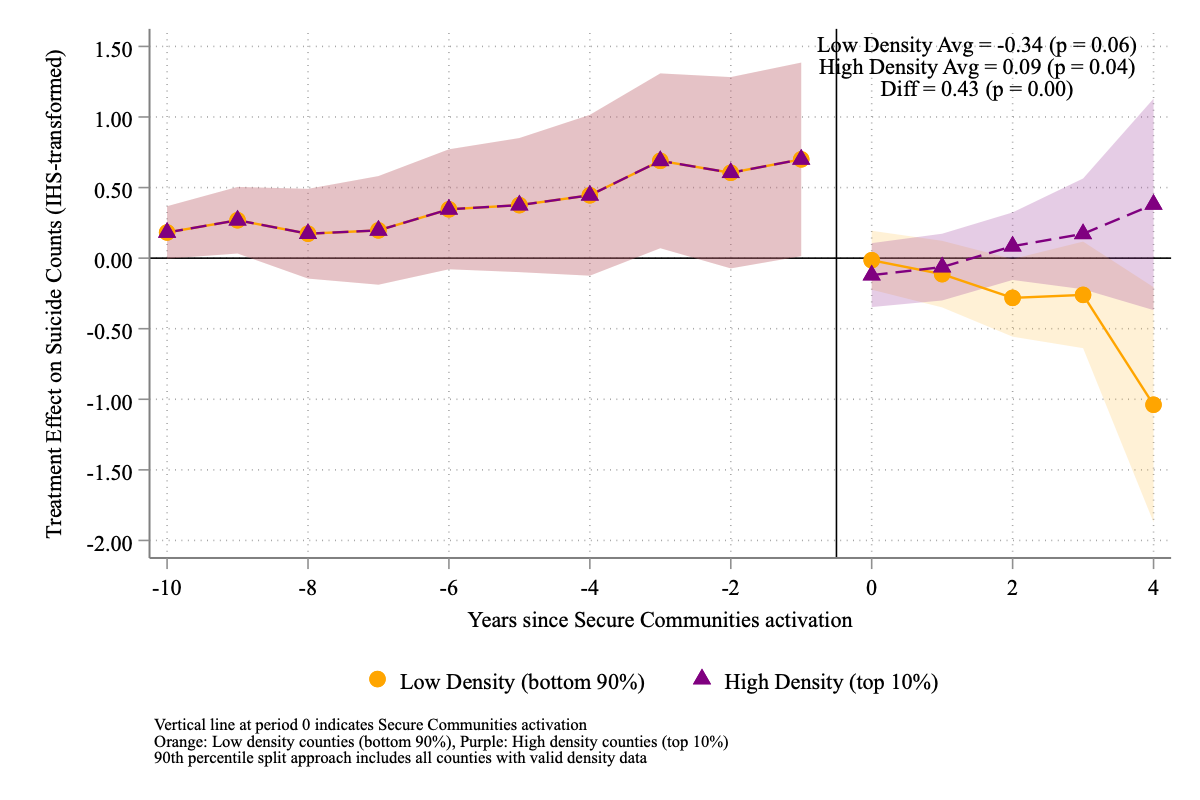 Low Density Avg = -0.34 (p = 0.06)
High Density Avg = 0.09 (p = 0.04)
Diff = 0.43 (p = 0.00)
Treatment Effect on Suicide Counts (IHS-transformed)
1.50
1.00
0.50
0.00
-0.50
-1.00
-1.50
-2.00
-10 -8 -6 -4 -2 0 2 4
Years since Secure Communities activation
Low Density (bottom 90%) High Density (top 10%)
Vertical line at period 0 indicates Secure Communities activation
Orange: Low density counties (bottom 90%), Purple: High density counties (top 10%)
90th percentile split approach includes all counties with valid density data